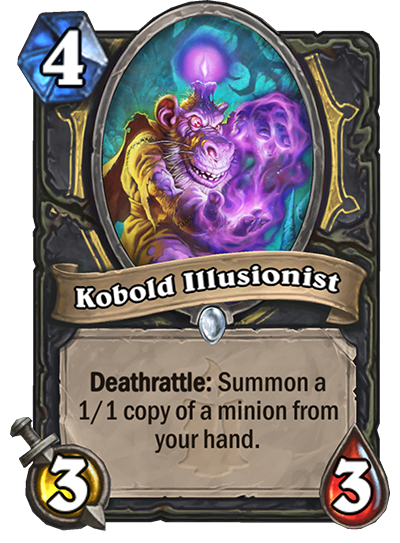 4
Kobold Illusionist
Deathrattle: Summon a
1/1 copy of a minion from
your hand.
3
3